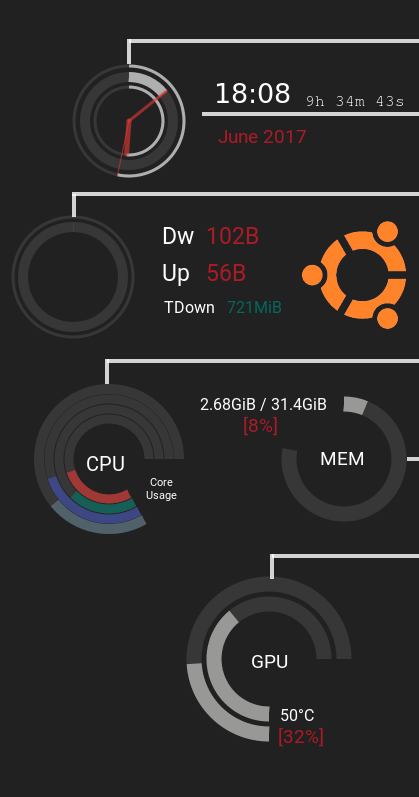 18:08 9h 34m 43s
June 2017
Dw 102B
Up 56B
TDown 721MiB
2.68GiB / 31.4GiB
[8%]
MEM
CPU
Core
Usage
GPU
50°C
[32%]